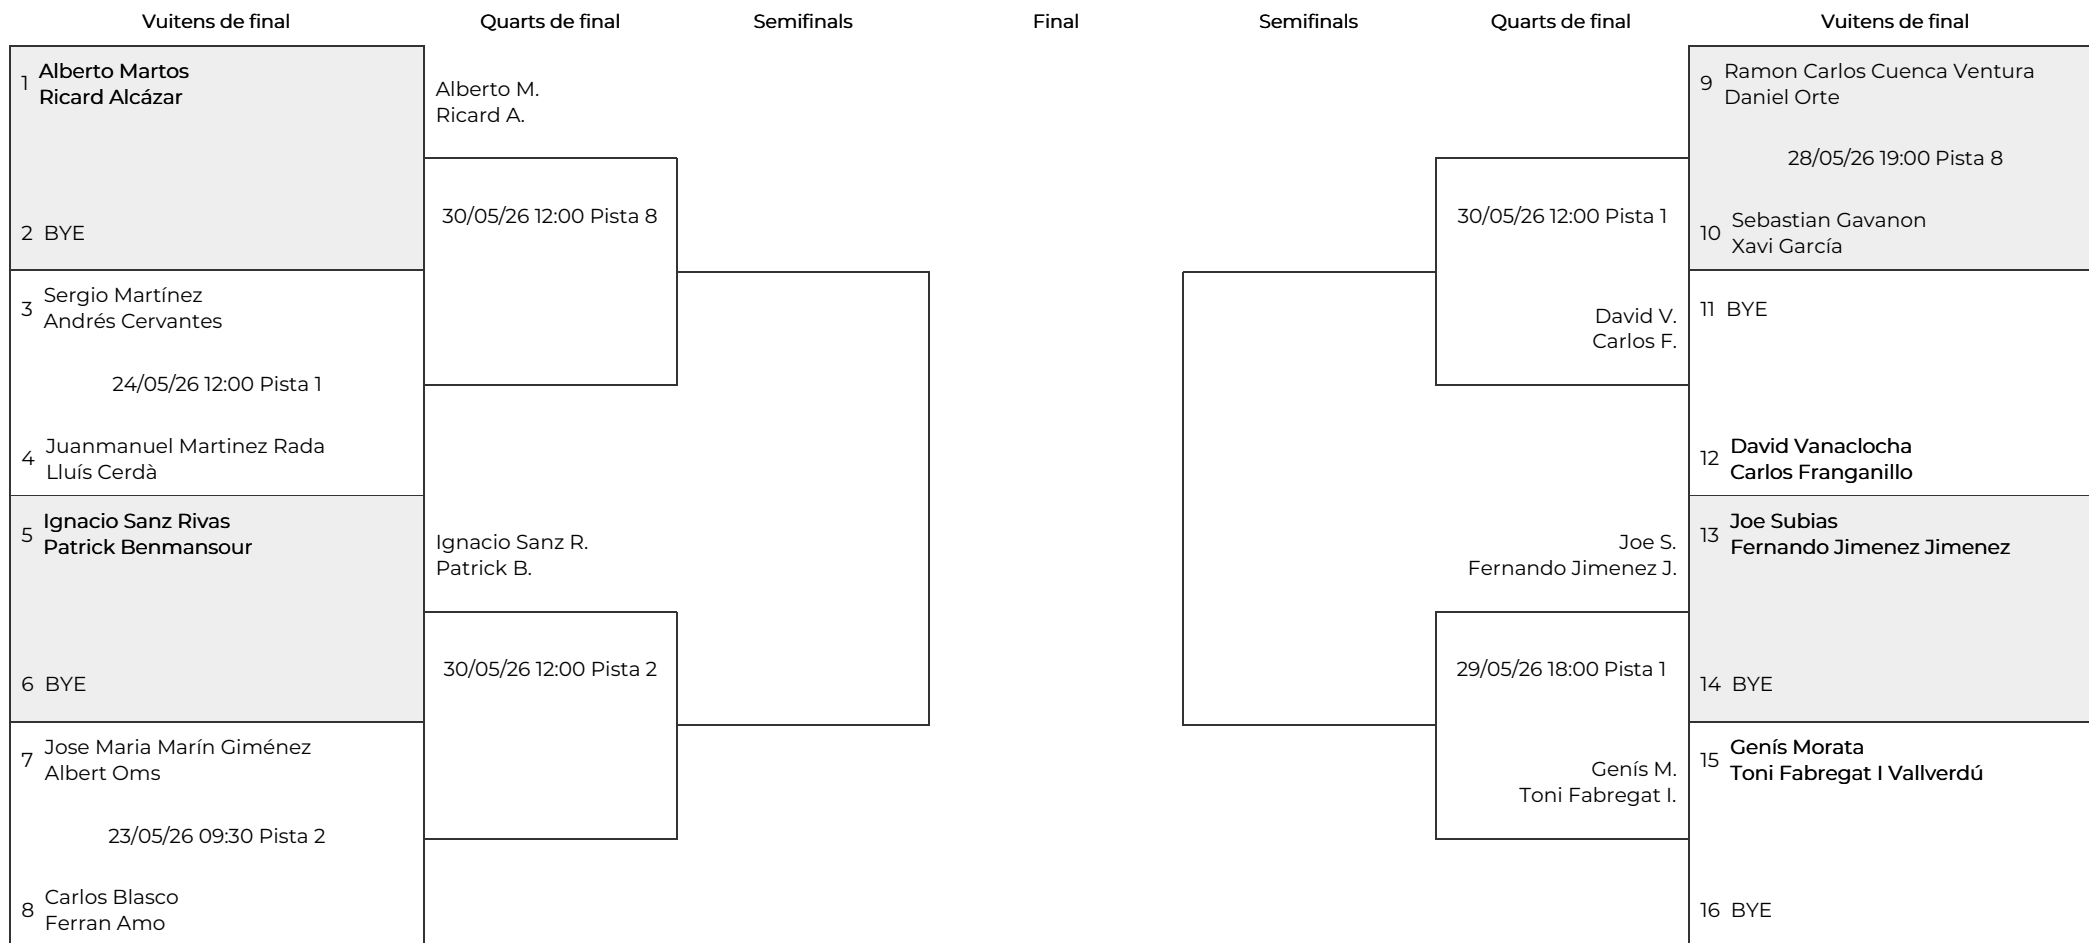 Vuitens de final
Quarts de final
Semifinals
Final
Semifinals
Quarts de final
Vuitens de final
1 Alberto Martos
Ricard Alcázar
2 BYE
3 Sergio Martínez
Andrés Cervantes
24/05/26 12:00 Pista 1
4 Juanmanuel Martinez Rada
Lluís Cerdà
5 Ignacio Sanz Rivas
Patrick Benmansour
6 BYE
7 Jose Maria Marín Giménez
Albert Oms
23/05/26 09:30 Pista 2
8 Carlos Blasco
Ferran Amo
Alberto M.
Ricard A.
30/05/26 12:00 Pista 8
Ignacio Sanz R.
Patrick B.
30/05/26 12:00 Pista 2
30/05/26 12:00 Pista 1
David V.
Carlos F.
Joe S.
Fernando Jimenez J.
29/05/26 18:00 Pista 1
Genís M.
Toni Fabregat I.
9 Ramon Carlos Cuenca Ventura
Daniel Orte
28/05/26 19:00 Pista 8
10 Sebastian Gavanon
Xavi García
11 BYE
12 David Vanaclocha
Carlos Franganillo
13 Joe Subias
Fernando Jimenez Jimenez
14 BYE
15 Genís Morata
Toni Fabregat I Vallverdú
16 BYE